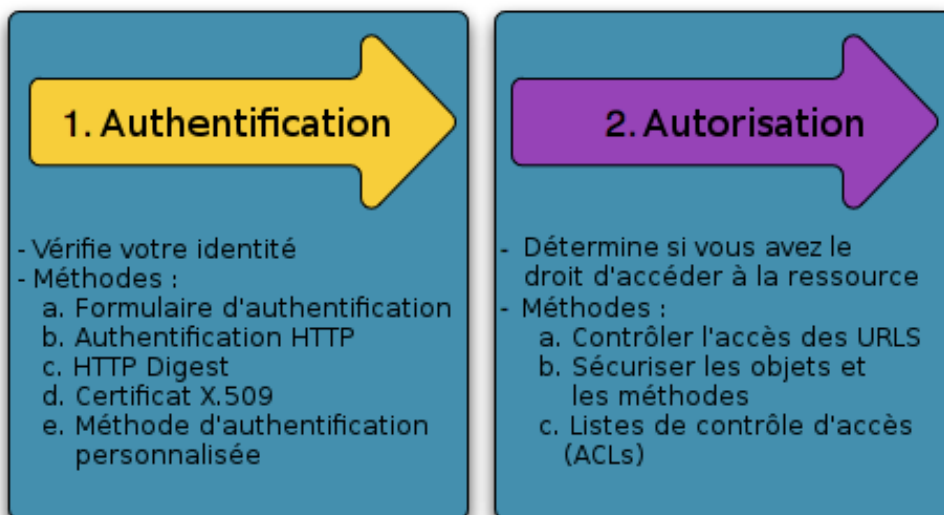 1. Authentification
- Vérifie votre identité
- Méthodes :
a. Formulaire d'authentification
b. Authentification HTTP
c. HTTP Digest
d. Certificat X.509
e. Méthode d'authentification
personnalisée
2. Autorisation
- Détermine si vous avez le
droit d'accéder à la ressource
- Méthodes :
a. Contrôler l'accès des URLS
b. Sécuriser les objets et
les méthodes
c. Listes de contrôle d'accès
(ACLs)